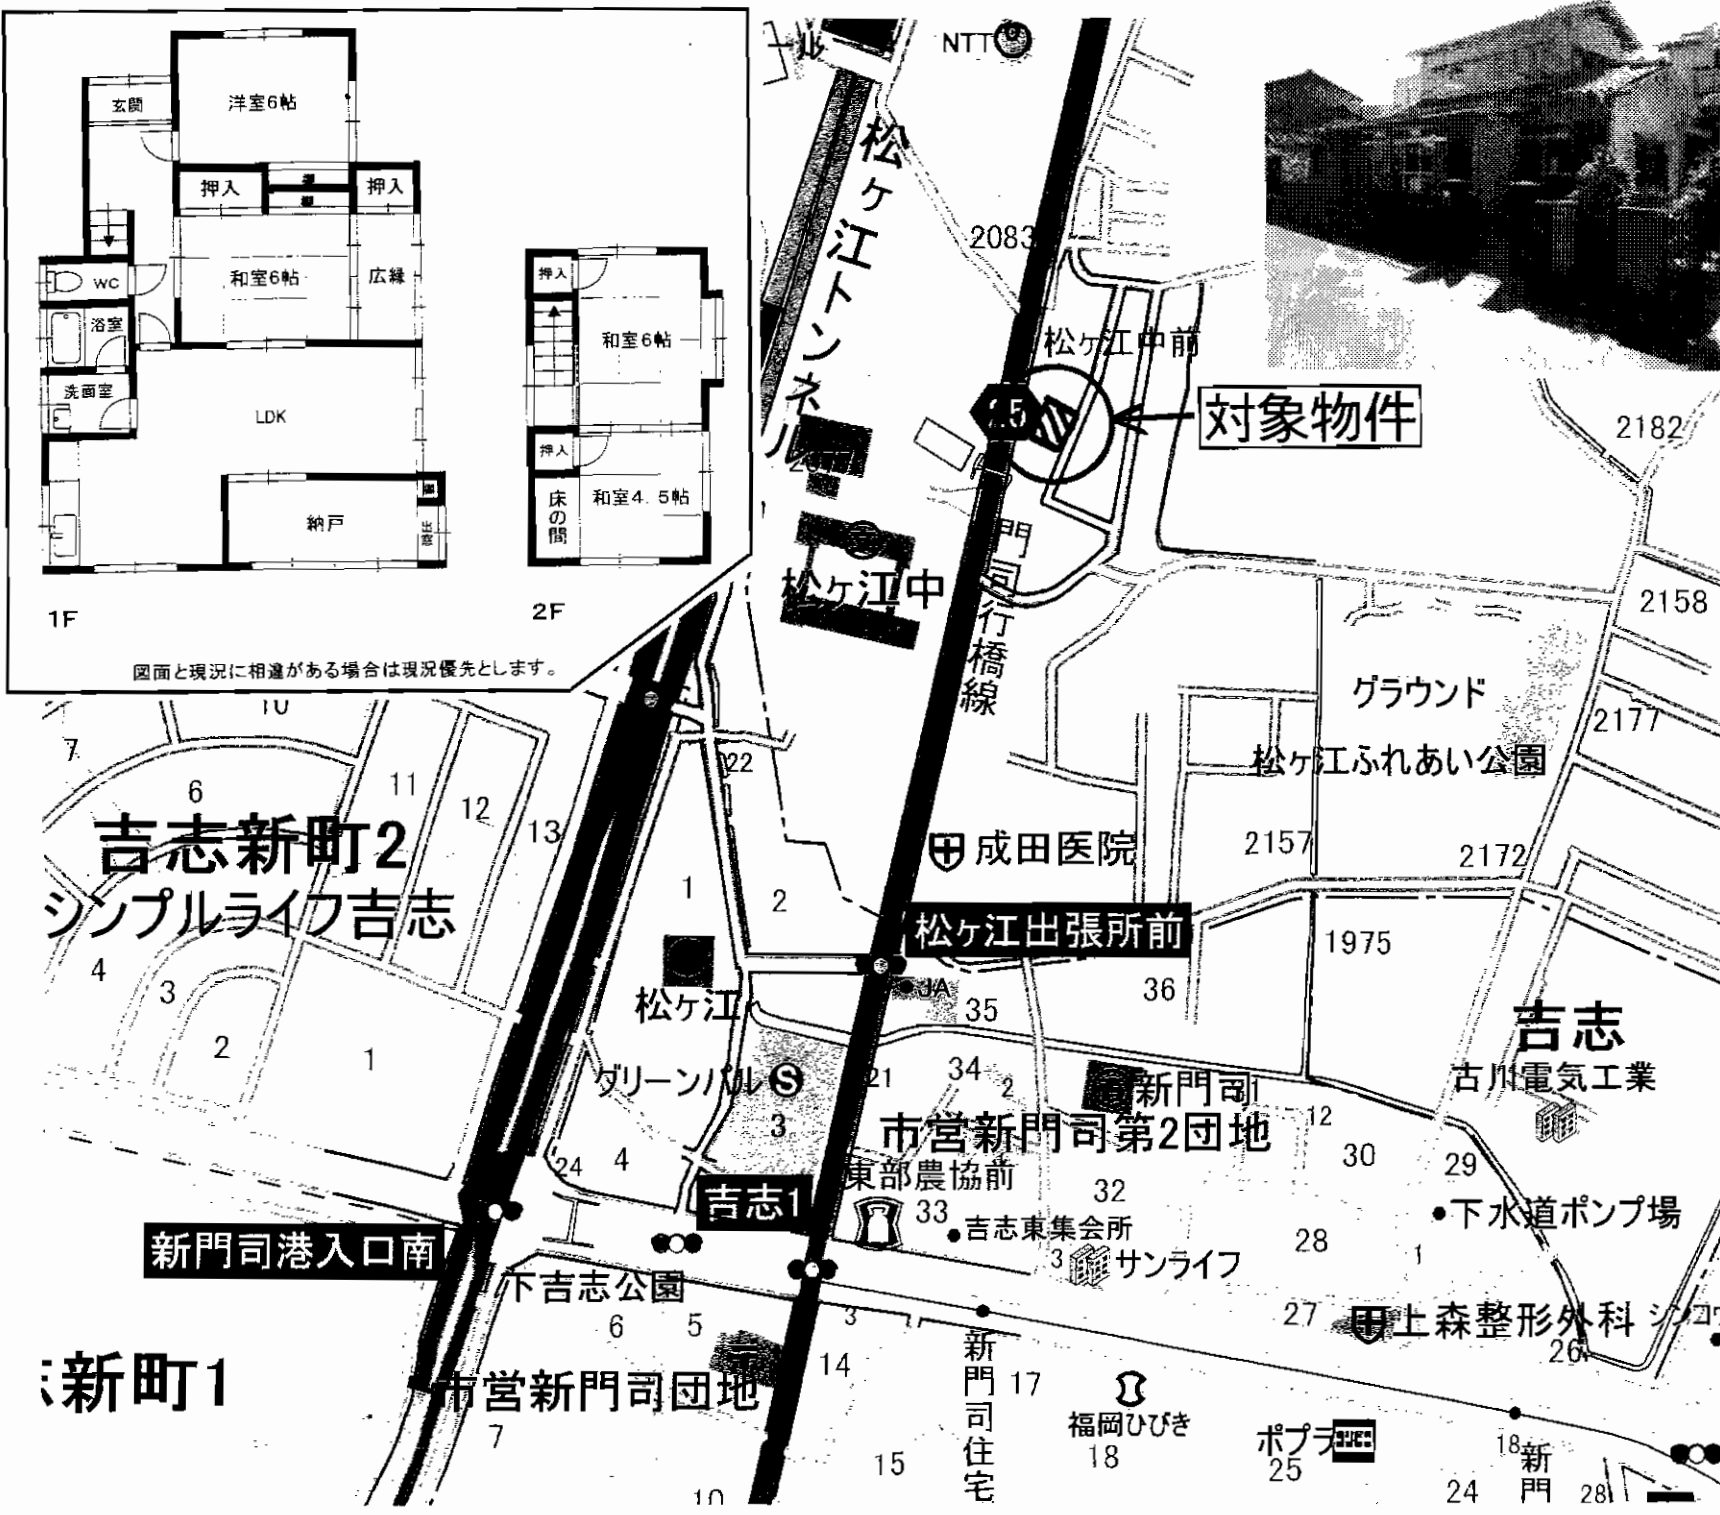 玄関
洋室6帖
押入
押入
WC
和室6帖
広縁
浴室
洗面室
LDK
納戸
出窓
1F
押入
和室6帖
押入
床の間
和室4.5帖
2F
図面と現況に相違がある場合は現況優先とします。
NTT
松ヶ江トンネル
2083
松ヶ江中前
対象物件
2182
松ヶ江中
門司行橋線
2158
グラウンド
2177
松ヶ江ふれあい公園
10
7
6
11
12
13
22
吉志新町2
シンプルライフ吉志
成田医院
2157
2172
1
2
松ヶ江出張所前
1975
4
3
2
1
松ヶ江
JA
35
36
吉志
古川電気工業
グリーンパル
S
21
34
2
新門司
3
市営新門司第2団地
12
30
29
24
4
東部農協前
32
吉志1
33
吉志東集会所
下水道ポンプ場
新門司港入口南
3
サンライフ
28
1
下吉志公園
6
5
3
27
上森整形外科
26
新町1
市営新門司団地
14
新門司住宅
17
福岡ひびき
18
ポプラ
25
7
15
10
18
新門
24
28